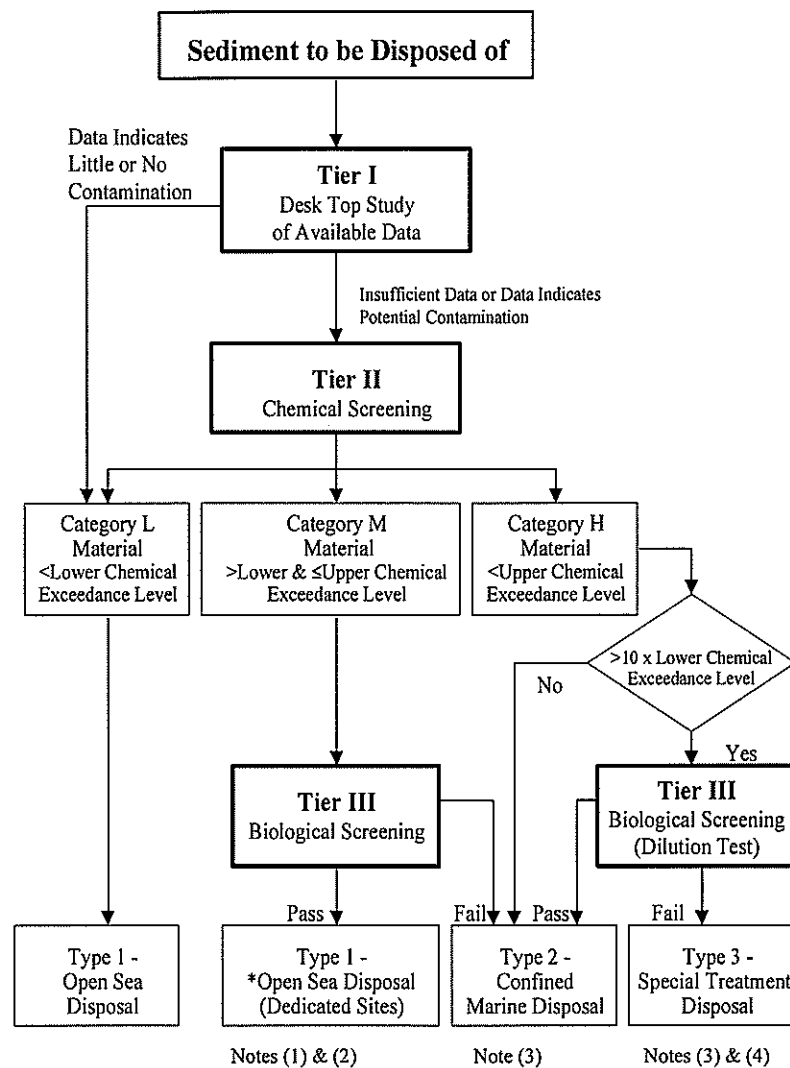 Sediment to be Disposed of
Data Indicates
Little or No
Contamination
Tier I
Desk Top Study
of Available Data
Insufficient Data or Data Indicates
Potential Contamination
Tier II
Chemical Screening
Category L
Material
<Lower Chemical
Exceedance Level
Category M
Material
>Lower & ≤Upper Chemical
Exceedance Level
Category H
Material
<Upper Chemical
Exceedance Level
>10 x Lower Chemical
Exceedance Level
No
Yes
Tier III
Biological Screening
Tier III
Biological Screening
(Dilution Test)
Pass
Fail
Pass
Fail
Type 1 -
Open Sea
Disposal
Type 1 -
*Open Sea Disposal
(Dedicated Sites)
Type 2 -
Confined
Marine Disposal
Type 3 -
Special Treatment
Disposal
Notes (1) & (2)
Note (3)
Notes (3) & (4)